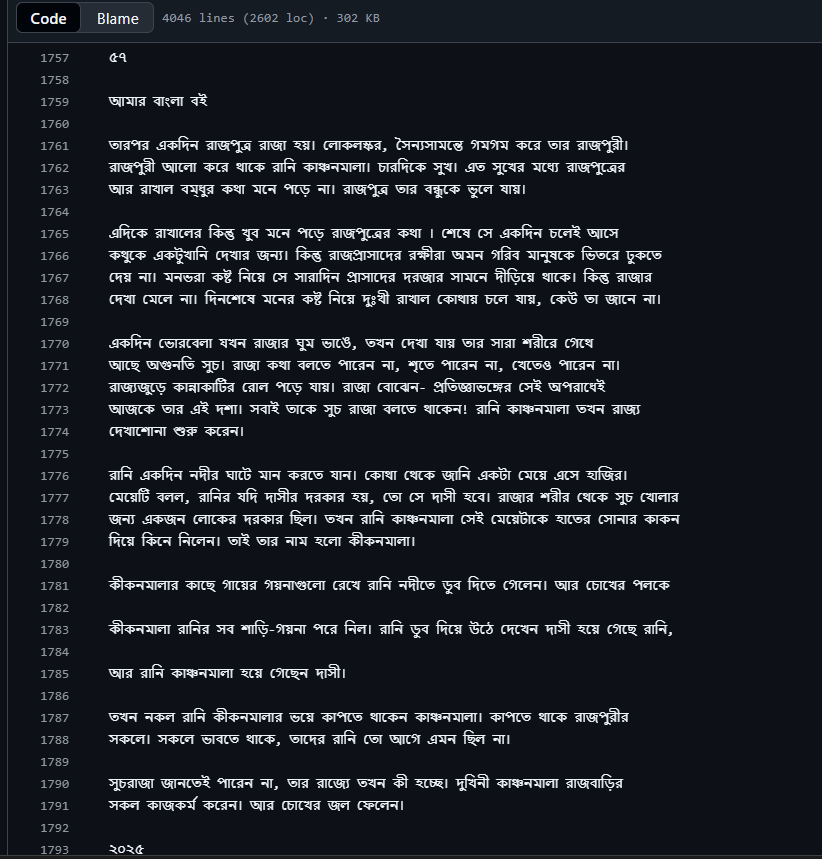 Code Blame 4046 lines (2602 loc) · 302 KB
1757 ৫৭
1758
1759 আমার বাংলা বই
1760
1761 তারপর একদিন রাজপুত্র রাজা হয়। লোকলস্কর, সৈন্যসামন্তে গমগম করে তার রাজপুরী।
1762 রাজপুরী আলো করে থাকে রানি কাঞ্চনমালা। চারদিকে সুখ। এত সুখের মধ্যে রাজপুত্রের
1763 আর রাখাল বম্ধুর কথা মনে পড়ে না। রাজপুত্র তার বন্ধুকে ভুলে যায়।
1764
1765 এদিকে রাখালের কিন্তু খুব মনে পড়ে রাজপুত্রের কথা । শেষে সে একদিন চলেই আসে
1766 কথুকে একটুখানি দেখার জন্য। কিন্তু রাজপ্রাসাদের রক্ষীরা অমন গরিব মানুষকে ভিতরে ঢুকতে
1767 দেয় না। মনভরা কষ্ট নিয়ে সে সারাদিন প্রাসাদের দরজার সামনে দীড়িয়ে থাকে। কিন্তু রাজার
1768 দেখা মেলে না। দিনশেষে মনের কষ্ট নিয়ে দুঃখী রাখাল কোথায় চলে যায়, কেউ তা জানে না।
1769
1770 একদিন ভোরবেলা যখন রাজার ঘুম ভাঙে, তখন দেখা যায় তার সারা শরীরে গেথে
1771 আছে অগুনতি সুচ। রাজা কথা বলতে পারেন না, শৃতে পারেন না, খেতেও পারেন না।
1772 রাজ্যজুড়ে কান্নাকাটির রোল পড়ে যায়। রাজা বোঝেন- প্রতিজ্ঞাভঙ্গের সেই অপরাধেই
1773 আজকে তার এই দশা। সবাই তাকে সুচ রাজা বলতে থাকেন! রানি কাঞ্চনমালা তখন রাজ্য
1774 দেখাশোনা শুরু করেন।
1775
1776 রানি একদিন নদীর ঘাটে মান করতে যান। কোথা থেকে জানি একটা মেয়ে এসে হাজির।
1777 মেয়েটি বলল, রানির যদি দাসীর দরকার হয়, তো সে দাসী হবে। রাজার শরীর থেকে সুচ খোলার
1778 জন্য একজন লোকের দরকার ছিল। তখন রানি কাঞ্চনমালা সেই মেয়েটাকে হাতের সোনার কাকন
1779 দিয়ে কিনে নিলেন। তাই তার নাম হলো কীকনমালা।
1780
1781 কীকনমালার কাছে গায়ের গয়নাগুলো রেখে রানি নদীতে ডুব দিতে গেলেন। আর চোখের পলকে
1782
1783 কীকনমালা রানির সব শাড়ি-গয়না পরে নিল। রানি ডুব দিয়ে উঠে দেখেন দাসী হয়ে গেছে রানি,
1784
1785 আর রানি কাঞ্চনমালা হয়ে গেছেন দাসী।
1786
1787 তখন নকল রানি কীকনমালার ভয়ে কাপতে থাকেন কাঞ্চনমালা। কাপতে থাকে রাজপুরীর
1788 সকলে। সকলে ভাবতে থাকে, তাদের রানি তো আগে এমন ছিল না।
1789
1790 সুচরাজা জানতেই পারেন না, তার রাজ্যে তখন কী হচ্ছে। দুখিনী কাঞ্চনমালা রাজবাড়ির
1791 সকল কাজকর্ম করেন। আর চোখের জল ফেলেন।
1792
1793 ২০২৫